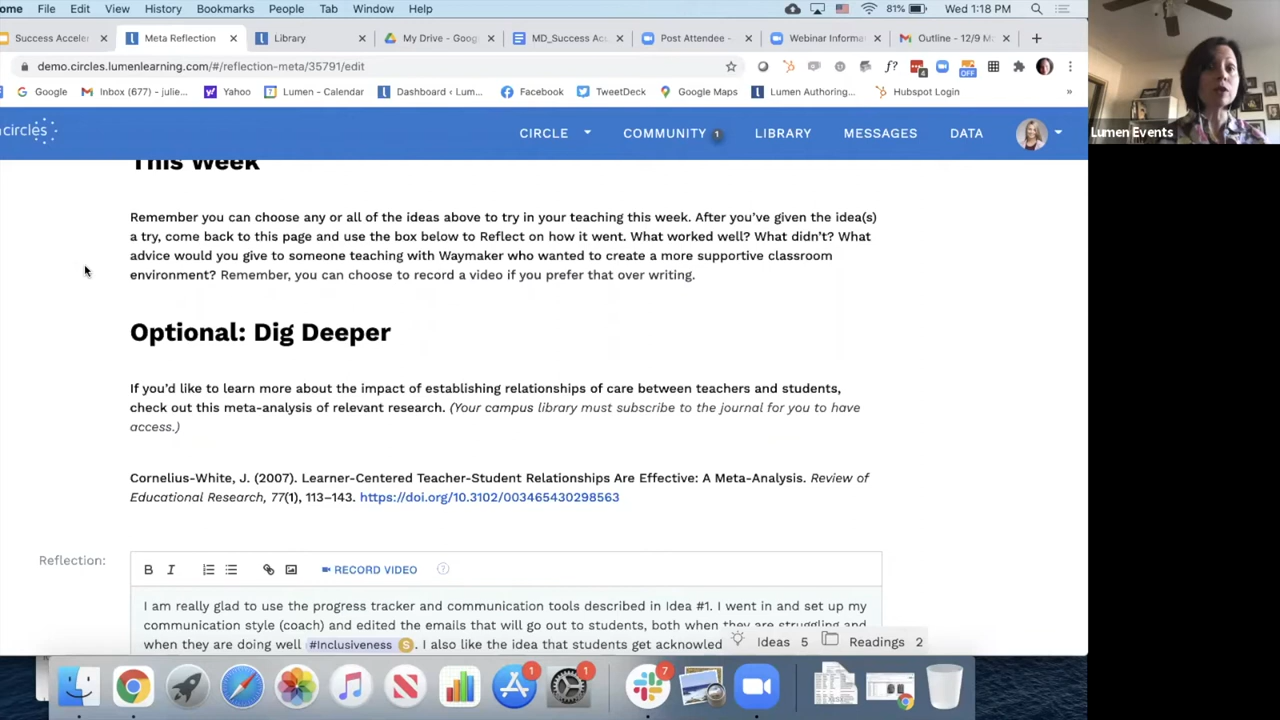 ome File Edit View History Bookmarks People Tab Window Help 81% Wed 1:18 PM
Success Acceler Meta Reflection Library My Drive - Goog MD_Success Ac Post Attendee - Webinar Informa Outline - 12/9 M
demo.circles.lumenlearning.com/#/reflection-meta/35791/edit
Google Inbox (677) - julie... Yahoo Lumen - Calendar Dashboard ‹ Lum... Facebook TweetDeck Google Maps Lumen Authoring... Hubspot Login »
circles CIRCLE COMMUNITY 1 LIBRARY MESSAGES DATA
Lumen Events
This Week
Remember you can choose any or all of the ideas above to try in your teaching this week. After you've given the idea(s)
a try, come back to this page and use the box below to Reflect on how it went. What worked well? What didn't? What
advice would you give to someone teaching with Waymaker who wanted to create a more supportive classroom
environment? Remember, you can choose to record a video if you prefer that over writing.
Optional: Dig Deeper
If you'd like to learn more about the impact of establishing relationships of care between teachers and students,
check out this meta-analysis of relevant research. (Your campus library must subscribe to the journal for you to have
access.)
Cornelius-White, J. (2007). Learner-Centered Teacher-Student Relationships Are Effective: A Meta-Analysis. Review of
Educational Research, 77(1), 113–143. https://doi.org/10.3102/003465430298563
Reflection:
B I RECORD VIDEO ?
I am really glad to use the progress tracker and communication tools described in Idea #1. I went in and set up my
communication style (coach) and edited the emails that will go out to students, both when they are struggling and
when they are doing well #Inclusiveness S . I also like the idea that students get acknowled
Ideas 5 Readings 2
1 1 7